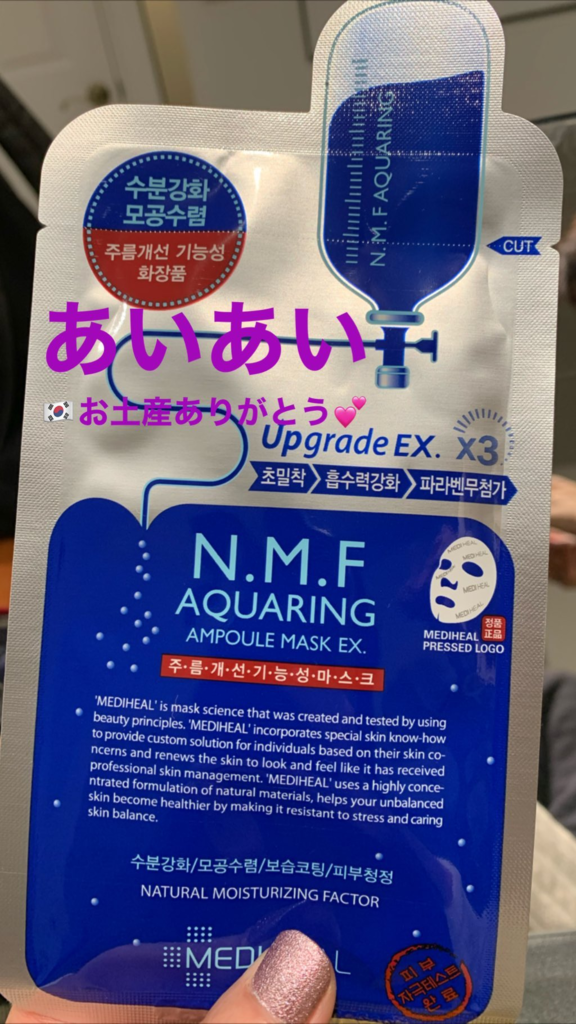 N.M.F AQUARING
수분강화
모공수렴
주름개선 기능성
화장품
CUT
あいあい
🇰🇷お土産ありがとう💕
Upgrade EX. X3
초밀착 흡수력강화 파라벤무첨가
N.M.F
AQUARING
AMPOULE MASK EX.
MEDIHEAL
PRESSED LOGO
정품
正品
주·름·개·선·기·능·성·마·스·크
'MEDIHEAL' is mask science that was created and tested by using
beauty principles. 'MEDIHEAL' incorporates special skin know-how
to provide custom solution for individuals based on their skin co-
ncerns and renews the skin to look and feel like it has received
professional skin management. 'MEDIHEAL' uses a highly conce-
ntrated formulation of natural materials, helps your unbalanced
skin become healthier by making it resistant to stress and caring
skin balance.
수분강화/모공수렴/보습코팅/피부청정
NATURAL MOISTURIZING FACTOR
MEDIHEAL
피부
자극테스트
완료